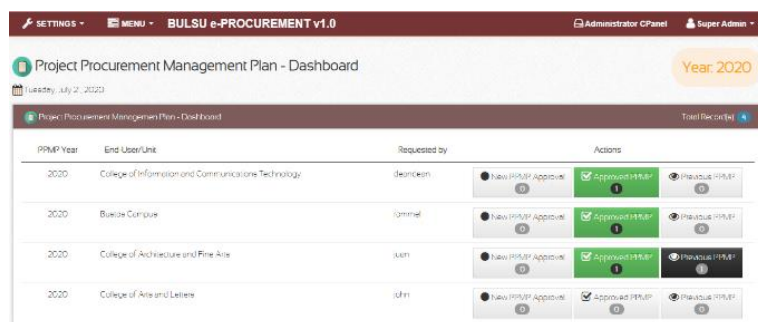 SETTINGS MENU BULSU e-PROCUREMENT v1.0 Administrator CPanel Super Admin
Project Procurement Management Plan - Dashboard Year: 2020
Tuesday, July 21, 2020
Project Procurement Management Plan - Dashboard Total Record(s) 4
PPMP Year End-User/Unit Requested by Actions
2020 College of Information and Communications Technology deondeon New PPMP Approval 0 Approved PPMP 1 Previous PPMP 0
2020 Bustos Campus rommel New PPMP Approval 0 Approved PPMP 1 Previous PPMP 0
2020 College of Architecture and Fine Arts juan New PPMP Approval 0 Approved PPMP 1 Previous PPMP 1
2020 College of Arts and Letters john New PPMP Approval 0 Approved PPMP 0 Previous PPMP 0